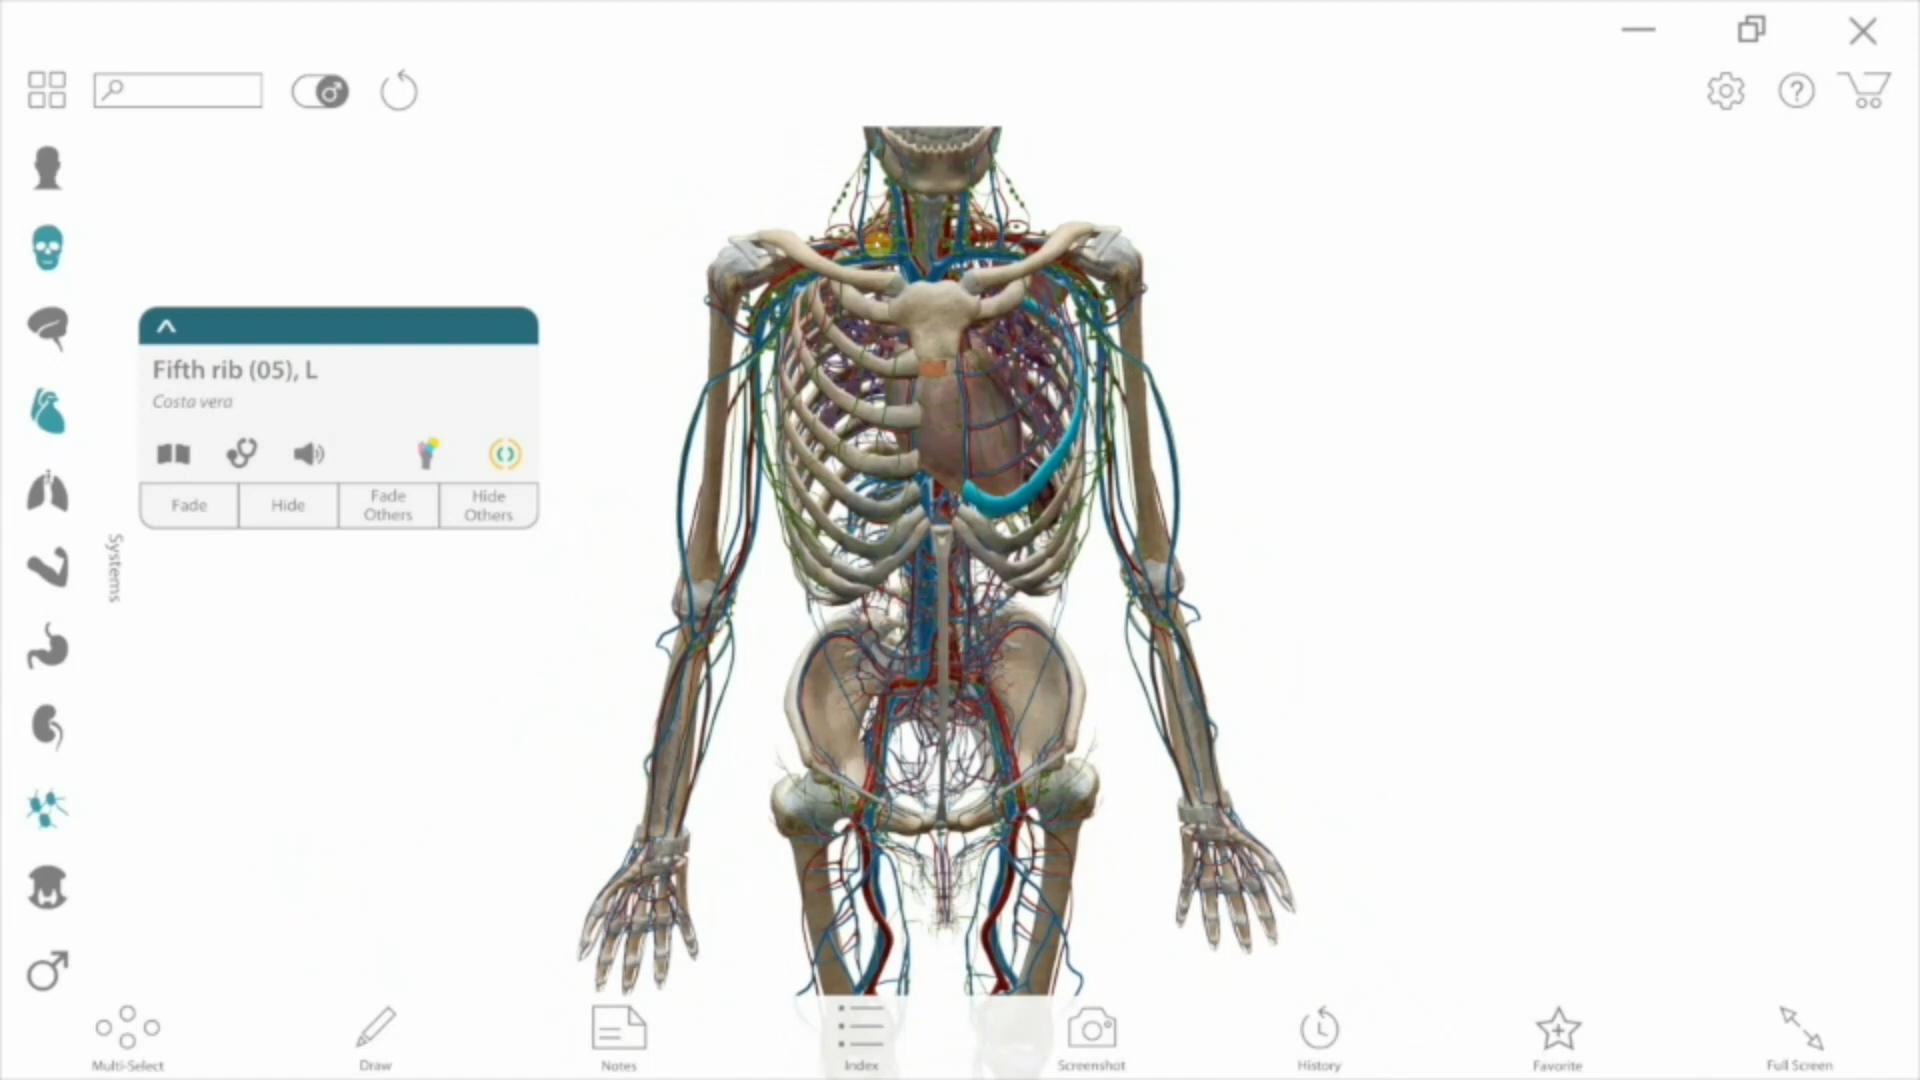 Fifth rib (05), L
Costa vera
Fade
Hide
Fade
Others
Hide
Others
Systems
Multi-Select
Draw
Notes
Index
Screenshot
History
Favorite
Full Screen